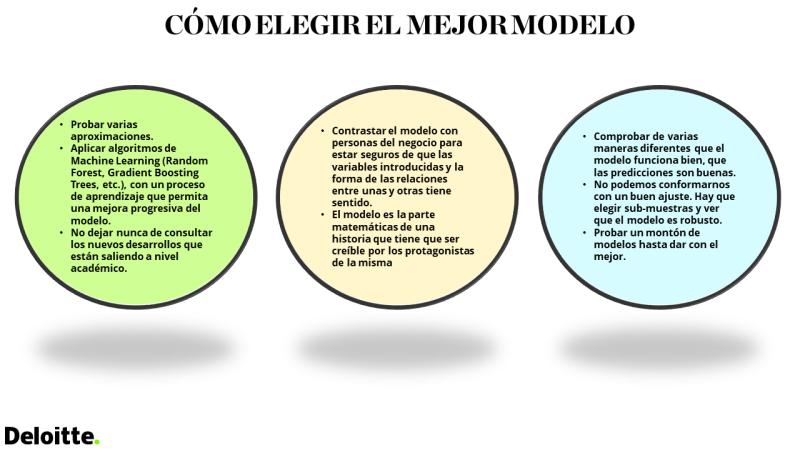 CÓMO ELEGIR EL MEJOR MODELO
• Probar varias
aproximaciones.
• Aplicar algoritmos de
Machine Learning (Random
Forest, Gradient Boosting
Trees, etc.), con un proceso
de aprendizaje que permita
una mejora progresiva del
modelo.
• No dejar nunca de consultar
los nuevos desarrollos que
están saliendo a nivel
académico.
• Contrastar el modelo con
personas del negocio para
estar seguros de que las
variables introducidas y la
forma de las relaciones
entre unas y otras tiene
sentido.
• El modelo es la parte
matemáticas de una
historia que tiene que ser
creíble por los protagonistas
de la misma
• Comprobar de varias
maneras diferentes que el
modelo funciona bien, que
las predicciones son buenas.
• No podemos conformarnos
con un buen ajuste. Hay que
elegir sub-muestras y ver
que el modelo es robusto.
• Probar un montón de
modelos hasta dar con el
mejor.
Deloitte.